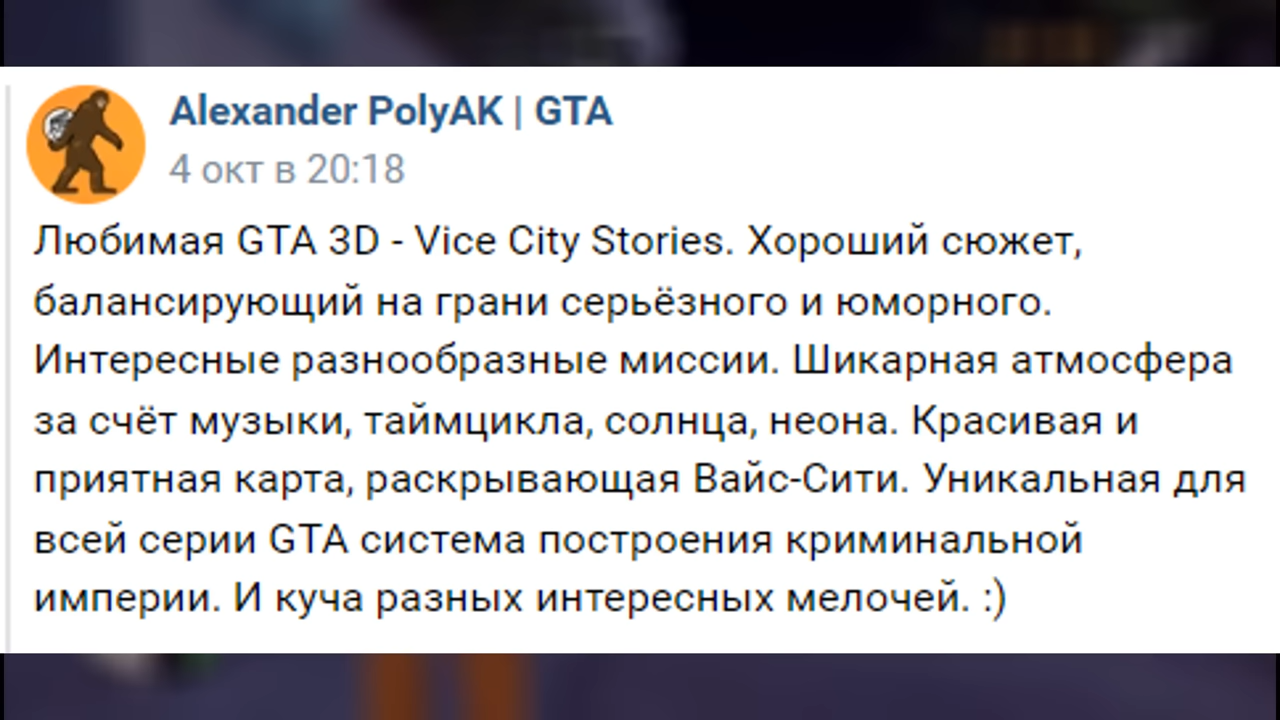 Alexander PolyAK | GTA
4 окт в 20:18
Любимая GTA 3D - Vice City Stories. Хороший сюжет,
балансирующий на грани серьёзного и юморного.
Интересные разнообразные миссии. Шикарная атмосфера
за счёт музыки, таймцикла, солнца, неона. Красивая и
приятная карта, раскрывающая Вайс-Сити. Уникальная для
всей серии GTA система построения криминальной
империи. И куча разных интересных мелочей. :)